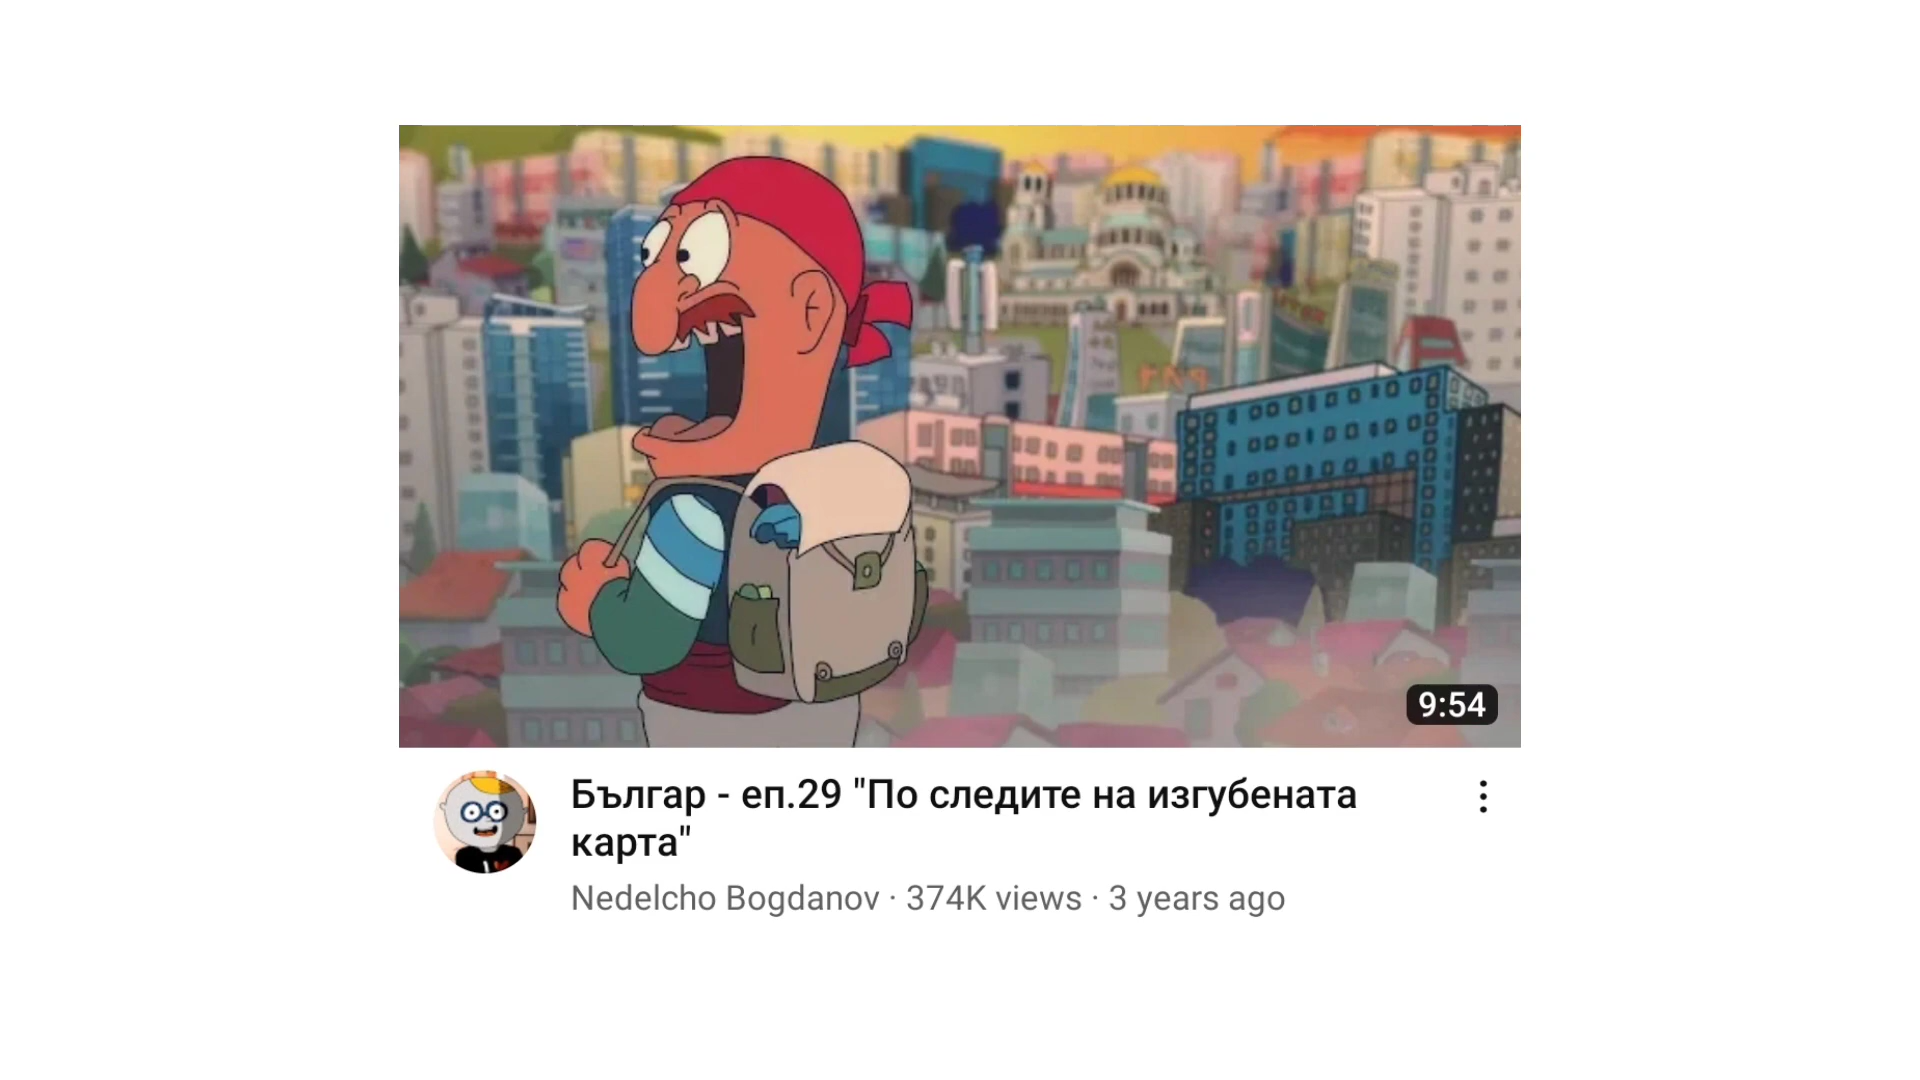 9:54
Българ - еп.29 "По следите на изгубената
карта"
Nedelcho Bogdanov · 374K views · 3 years ago